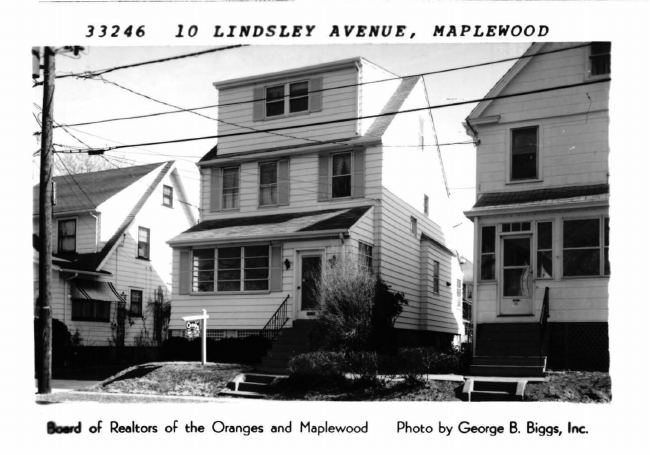 33246 10 LINDSLEY AVENUE, MAPLEWOOD
Board of Realtors of the Oranges and Maplewood Photo by George B. Biggs, Inc.